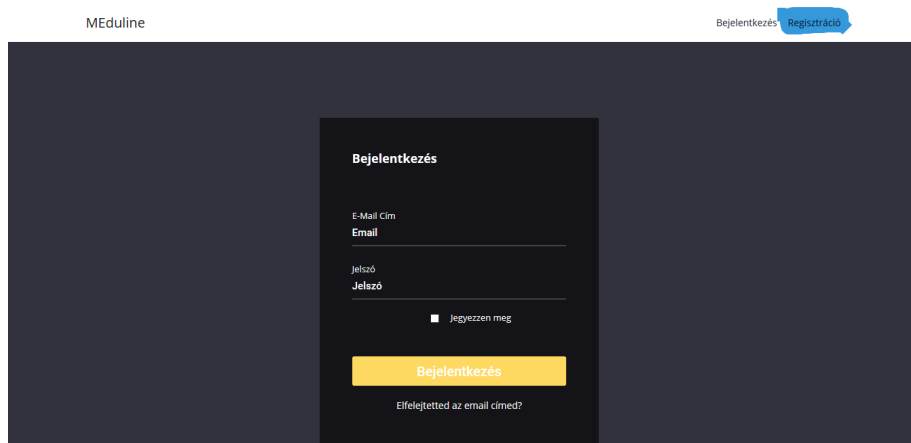 MEduline
Bejelentkezés Regisztráció
Bejelentkezés
E-Mail Cím
Email
Jelszó
Jelszó
Jegyezzen meg
Bejelentkezés
Elfelejtetted az email címed?